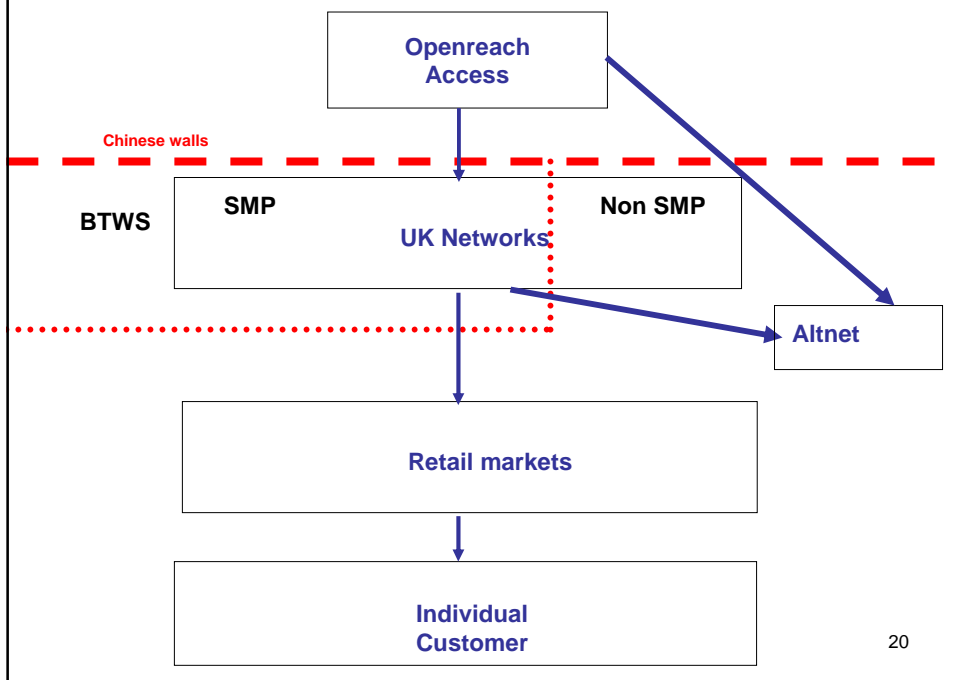 Openreach
Access
Chinese walls
SMP
Non SMP
BTWS
UK Networks
Altnet
Retail markets
Individual
Customer
20